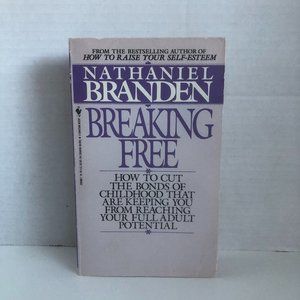 FROM THE BESTSELLING AUTHOR OF
HOW TO RAISE YOUR SELF-ESTEEM
NATHANIEL
BRANDEN
BREAKING
FREE
HOW TO CUT
THE BONDS OF
CHILDHOOD THAT
ARE KEEPING YOU
FROM REACHING
YOUR FULL ADULT
POTENTIAL